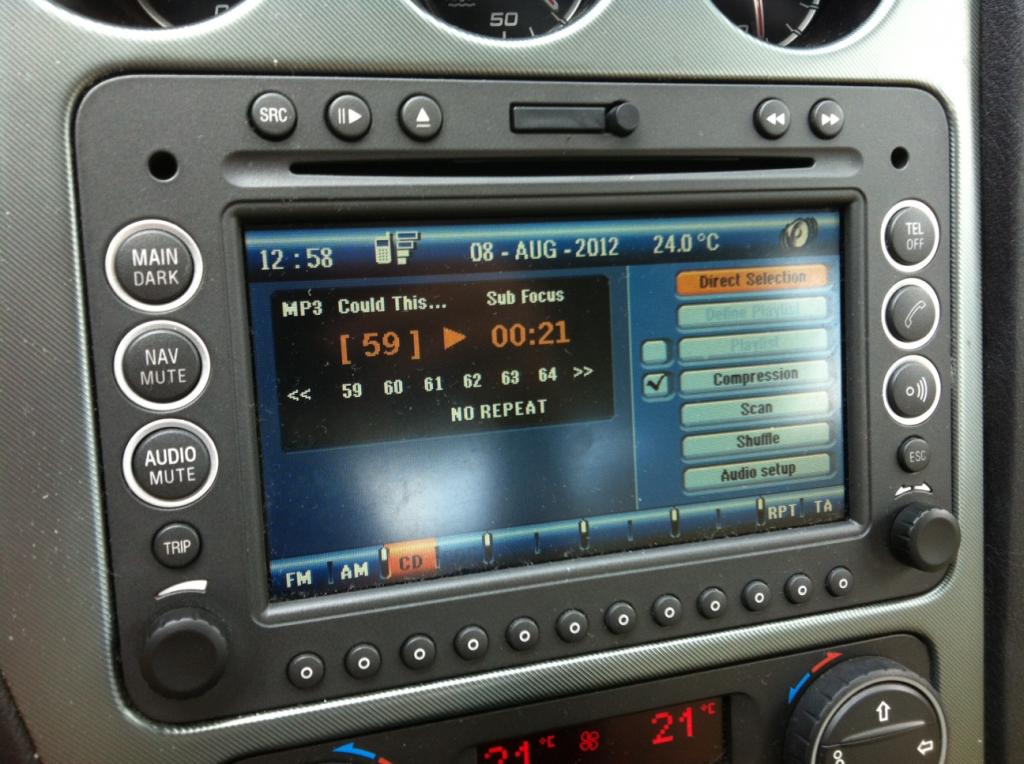 50
SRC
MAIN
DARK
NAV
MUTE
AUDIO
MUTE
TRIP
12 : 58
08 - AUG - 2012
24.0 °C
MP3 Could This... Sub Focus
[ 59 ] 00:21
<< 59 60 61 62 63 64 >>
NO REPEAT
Direct Selection
Define Playlist
Playlist
Compression
Scan
Shuffle
Audio setup
FM AM CD RPT TA
TEL
OFF
ESC
21 °C 21 °C